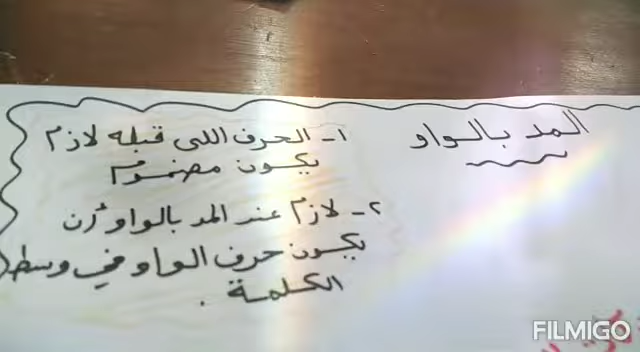 المد بالواو
١- الحرف اللى قبله لازم
يكون مضموم
٢- لازم عند المد بالواو أن
يكون حرف الواو في وسط
الكلمة .
FILMIGO